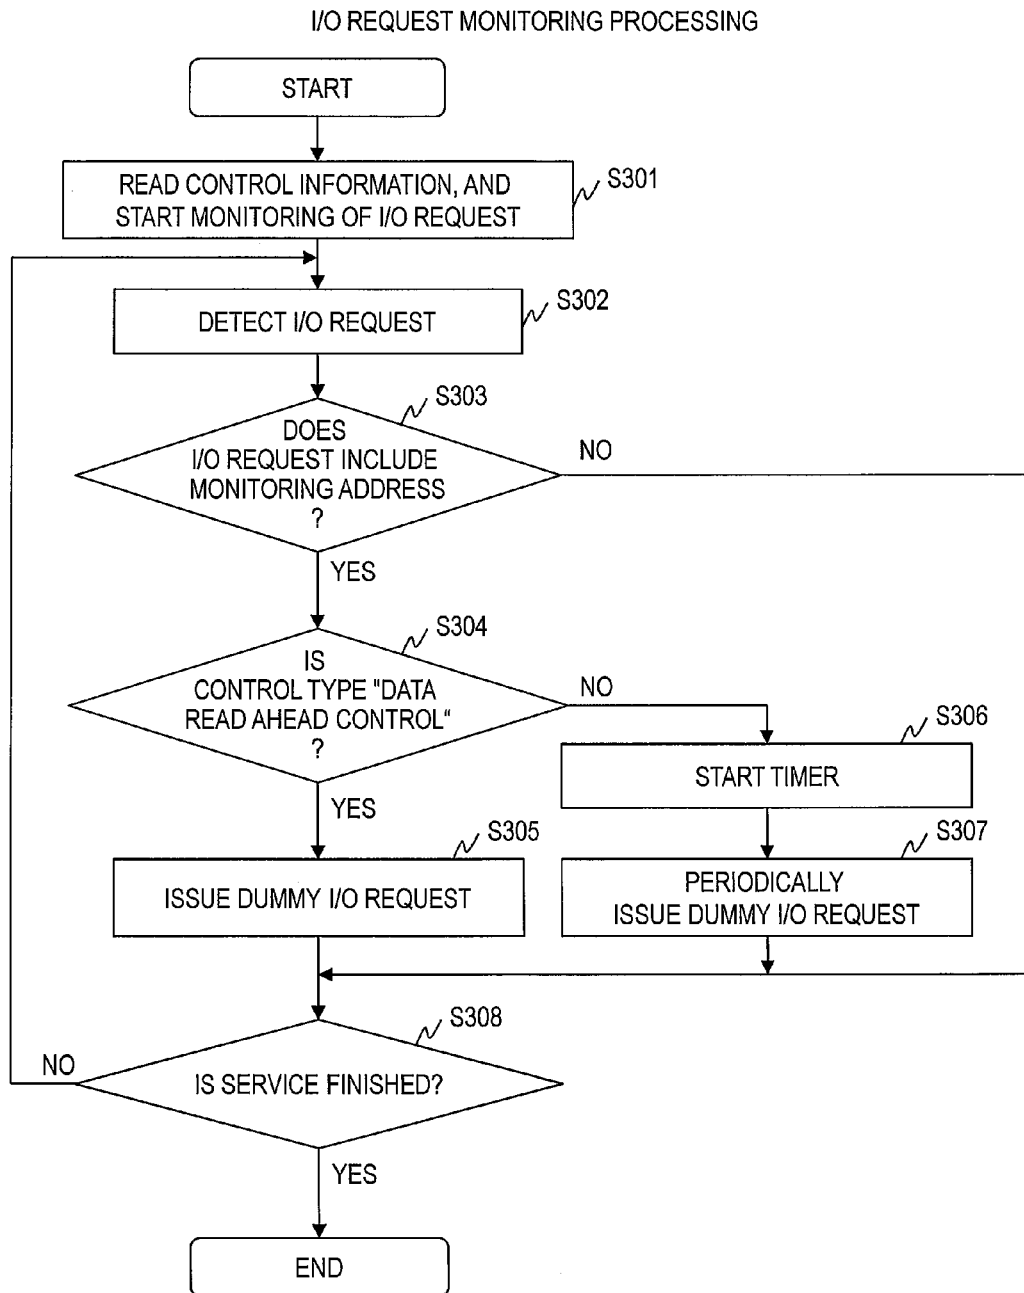 I/O REQUEST MONITORING PROCESSING
START
READ CONTROL INFORMATION, AND
START MONITORING OF I/O REQUEST
S301
DETECT I/O REQUEST
S302
DOES
I/O REQUEST INCLUDE
MONITORING ADDRESS
?
S303
NO
YES
IS
CONTROL TYPE "DATA
READ AHEAD CONTROL"
?
S304
NO
YES
START TIMER
S306
ISSUE DUMMY I/O REQUEST
S305
PERIODICALLY
ISSUE DUMMY I/O REQUEST
S307
IS SERVICE FINISHED?
S308
NO
YES
END